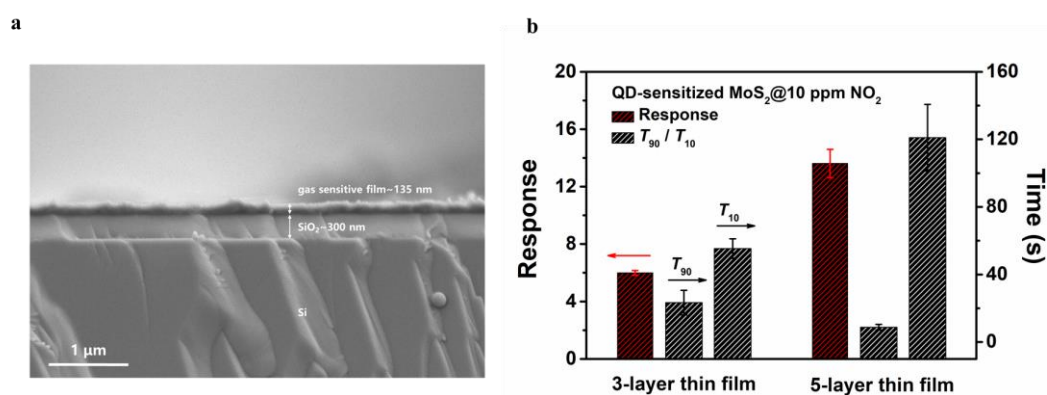 a
gas sensitive film~135 nm
SiO₂~300 nm
Si
1 μm
b
QD-sensitized MoS₂@10 ppm NO₂
Response
T₉₀ / T₁₀
20
16
12
8
4
0
Response
160
120
80
40
0
Time (s)
T₁₀
T₉₀
3-layer thin film
5-layer thin film